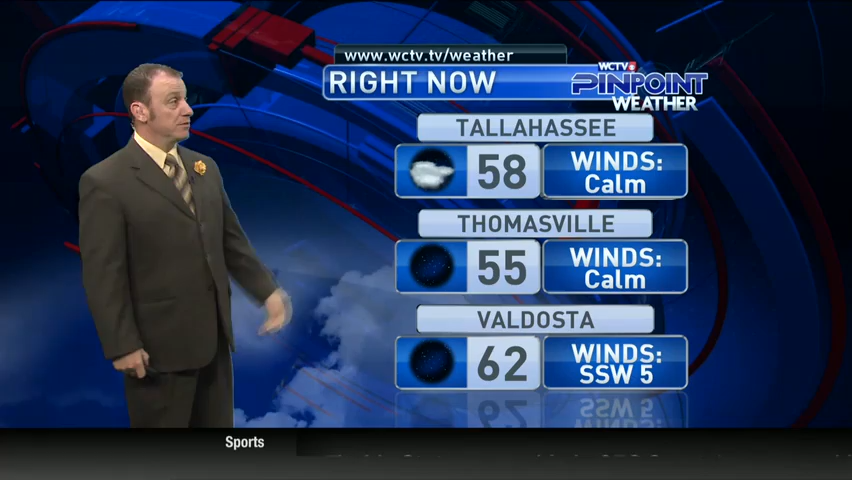 www.wctv.tv/weather
RIGHT NOW
WCTV
PINPOINT
WEATHER
TALLAHASSEE
58
WINDS:
Calm
THOMASVILLE
55
WINDS:
Calm
VALDOSTA
62
WINDS:
SSW 5
Sports